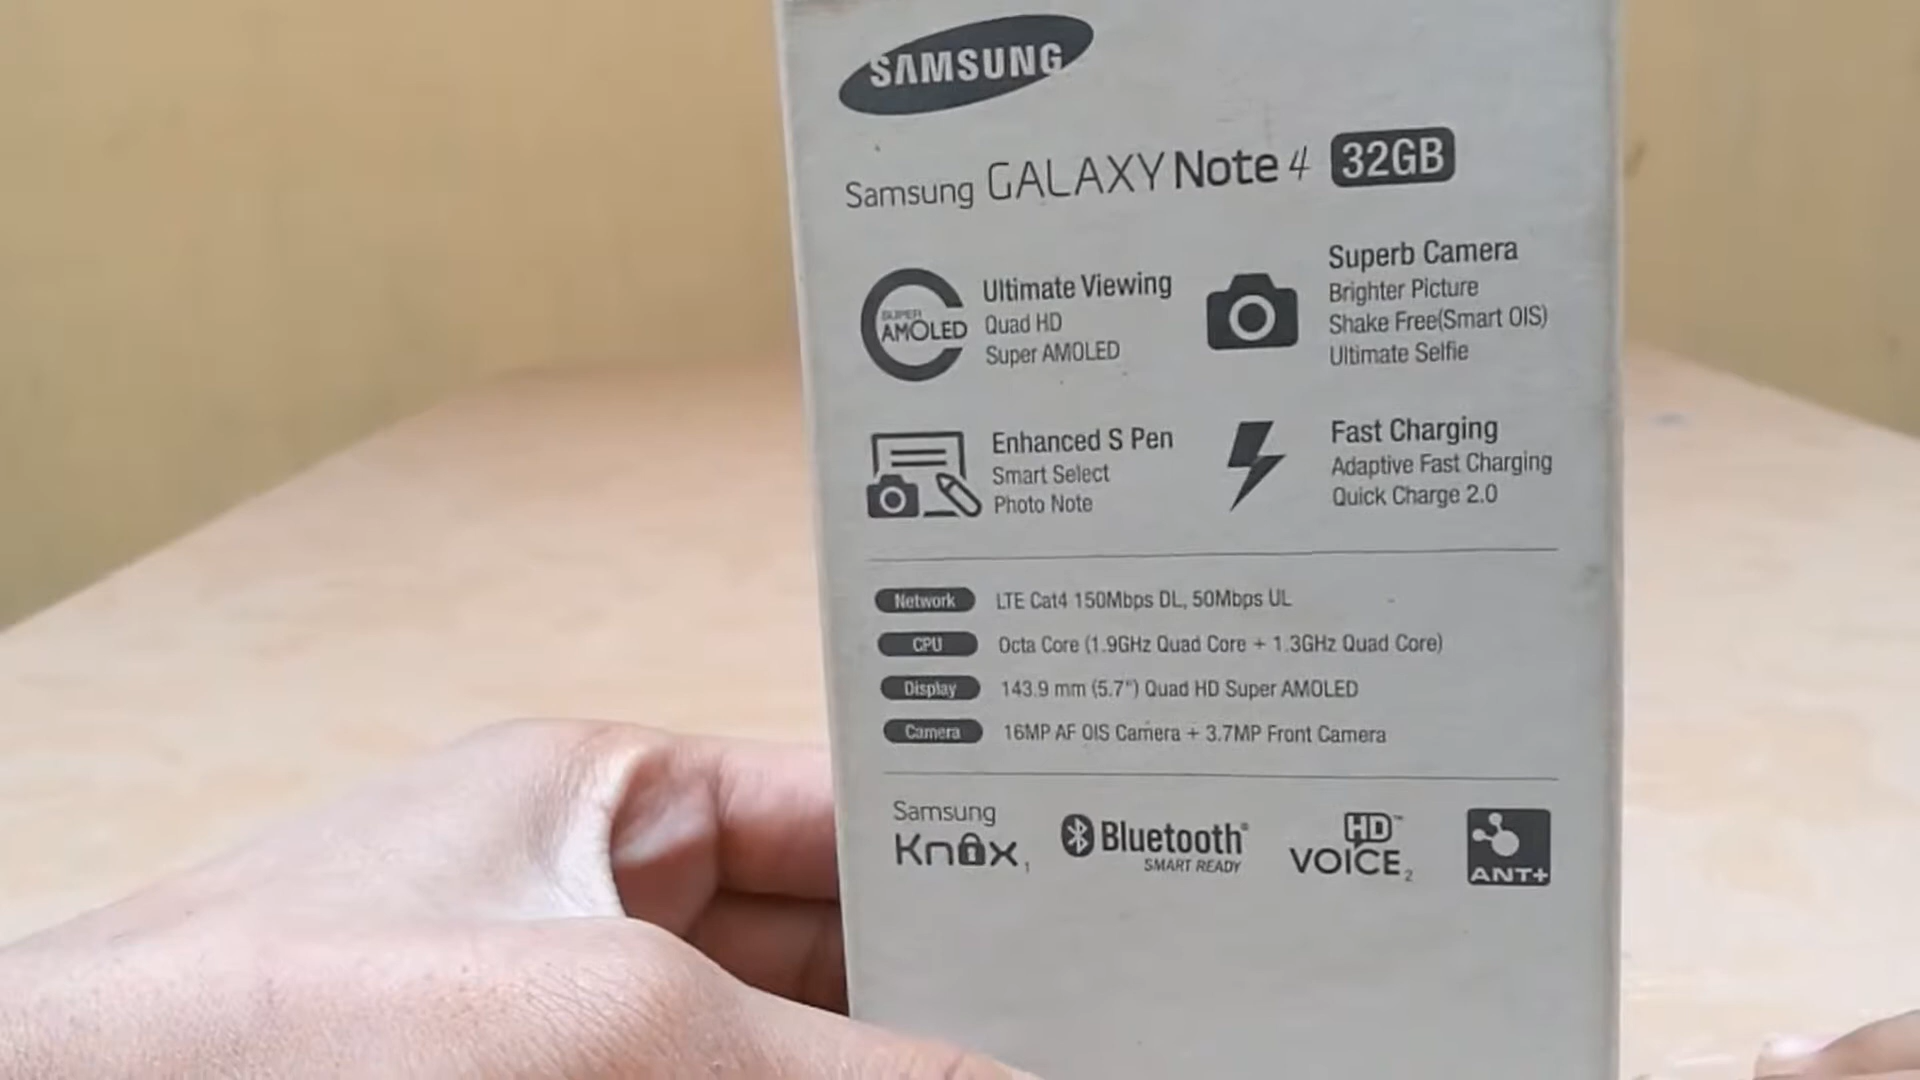 SAMSUNG
Samsung GALAXY Note 4 32GB
SUPER
AMOLED
Ultimate Viewing
Quad HD
Super AMOLED
Superb Camera
Brighter Picture
Shake Free(Smart OIS)
Ultimate Selfie
Enhanced S Pen
Smart Select
Photo Note
Fast Charging
Adaptive Fast Charging
Quick Charge 2.0
Network LTE Cat4 150Mbps DL, 50Mbps UL
CPU Octa Core (1.9GHz Quad Core + 1.3GHz Quad Core)
Display 143.9 mm (5.7") Quad HD Super AMOLED
Camera 16MP AF OIS Camera + 3.7MP Front Camera
Samsung
Knox 1
Bluetooth®
SMART READY
HD™
VOICE 2
ANT+